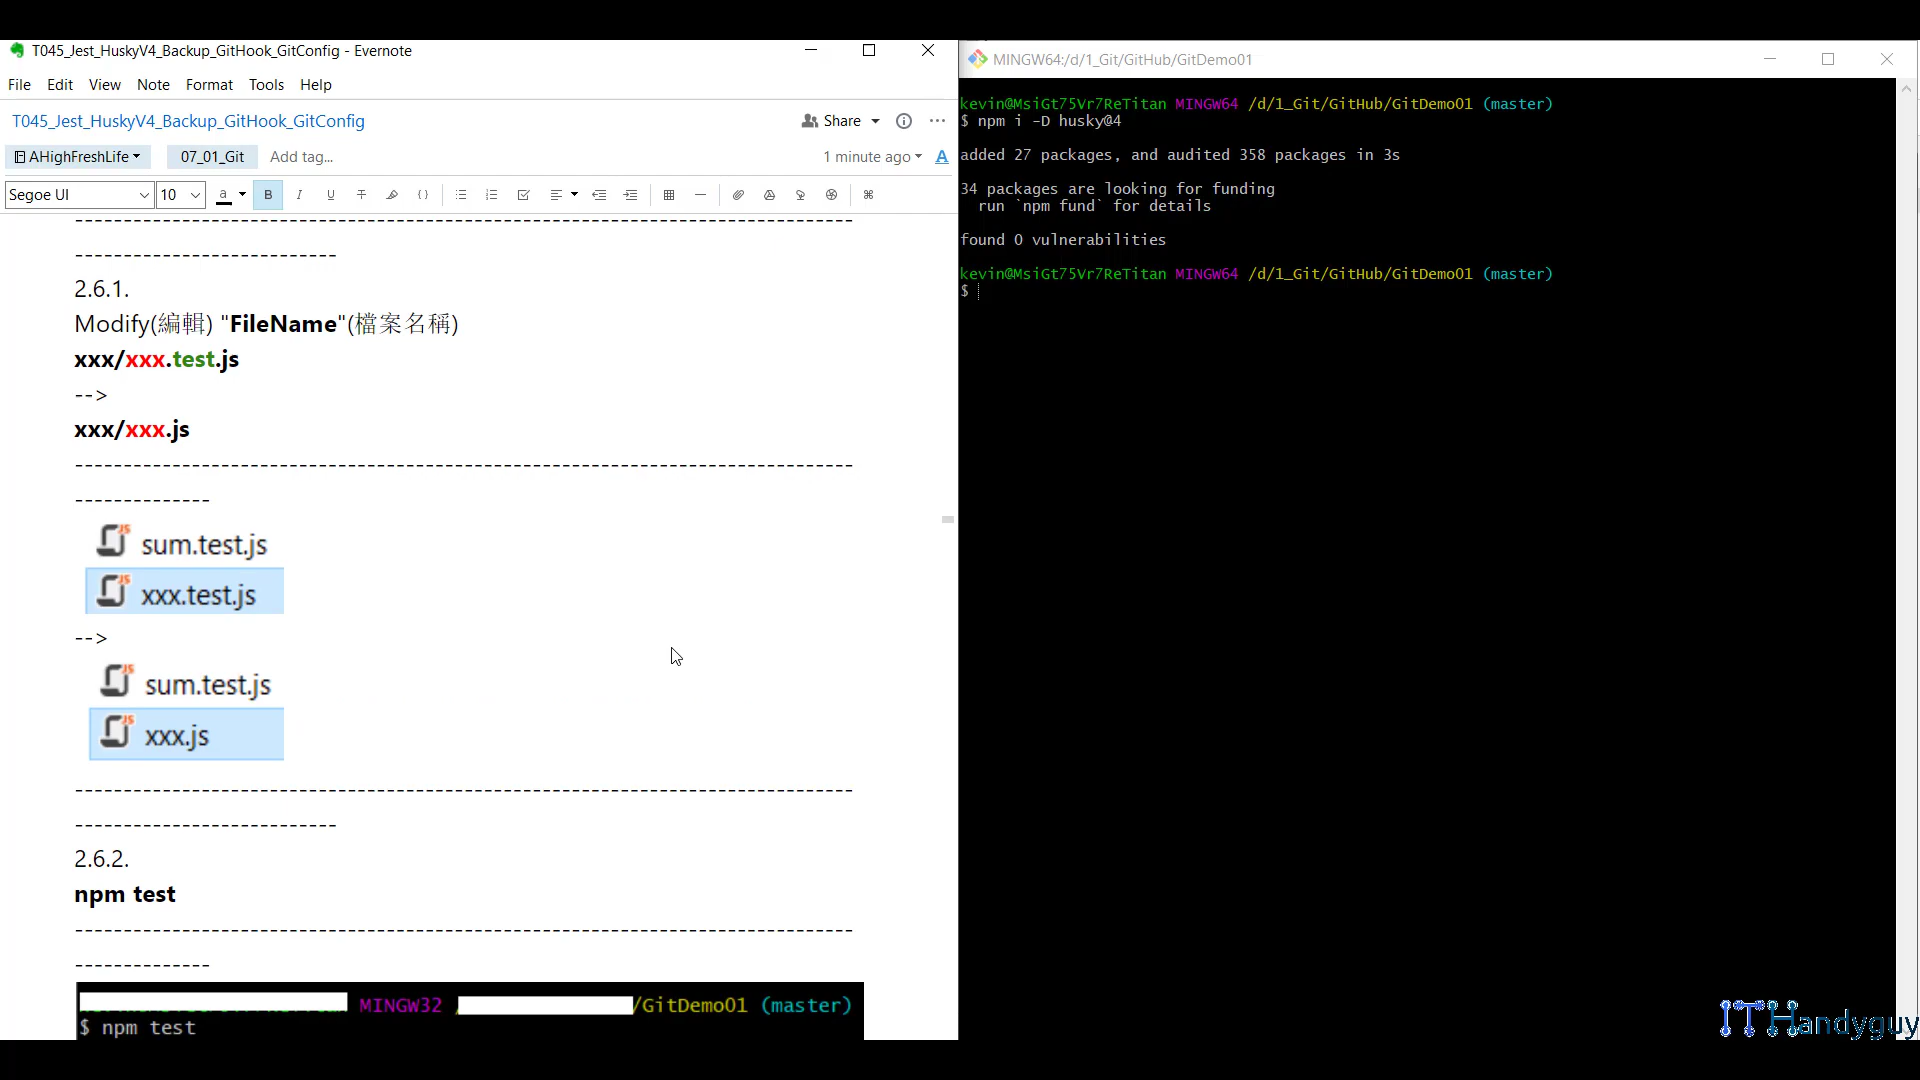 T045_Jest_HuskyV4_Backup_GitHook_GitConfig - Evernote
File Edit View Note Format Tools Help
T045_Jest_HuskyV4_Backup_GitHook_GitConfig
Share
AHighFreshLife
07_01_Git
Add tag...
1 minute ago
A
Segoe UI
10
a
B
I
U
T
--------------------------------------------------------------------------------
---------------------------
2.6.1.
Modify(編輯) "FileName"(檔案名稱)
xxx/xxx.test.js
-->
xxx/xxx.js
--------------------------------------------------------------------------------
--------------
sum.test.js
xxx.test.js
-->
sum.test.js
xxx.js
--------------------------------------------------------------------------------
---------------------------
2.6.2.
npm test
--------------------------------------------------------------------------------
--------------
MINGW32 /GitDemo01 (master)
$ npm test
MINGW64:/d/1_Git/GitHub/GitDemo01
kevin@MsiGt75Vr7ReTitan MINGW64 /d/1_Git/GitHub/GitDemo01 (master)
$ npm i -D husky@4
added 27 packages, and audited 358 packages in 3s
34 packages are looking for funding
run `npm fund` for details
found 0 vulnerabilities
kevin@MsiGt75Vr7ReTitan MINGW64 /d/1_Git/GitHub/GitDemo01 (master)
$
ITHandyguy